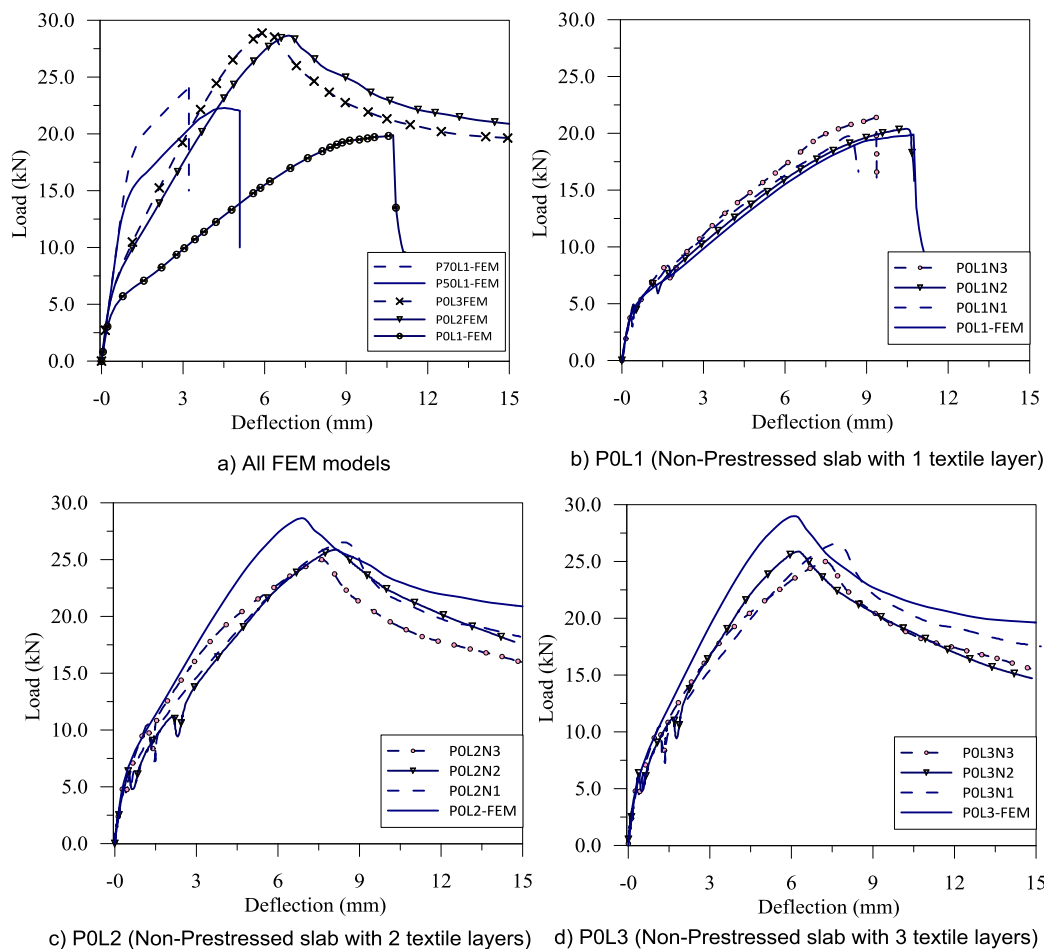 30.0
25.0
20.0
15.0
10.0
5.0
0.0
Load (kN)
P70L1-FEM
P50L1-FEM
P0L3FEM
P0L2FEM
P0L1-FEM
-0 3 6 9 12 15
Deflection (mm)
a) All FEM models
30.0
25.0
20.0
15.0
10.0
5.0
0.0
Load (kN)
P0L1N3
P0L1N2
P0L1N1
P0L1-FEM
-0 3 6 9 12 15
Deflection (mm)
b) P0L1 (Non-Prestressed slab with 1 textile layer)
30.0
25.0
20.0
15.0
10.0
5.0
0.0
Load (kN)
P0L2N3
P0L2N2
P0L2N1
P0L2-FEM
-0 3 6 9 12 15
Deflection (mm)
c) P0L2 (Non-Prestressed slab with 2 textile layers)
30.0
25.0
20.0
15.0
10.0
5.0
0.0
Load (kN)
P0L3N3
P0L3N2
P0L3N1
P0L3-FEM
-0 3 6 9 12 15
Deflection (mm)
d) P0L3 (Non-Prestressed slab with 3 textile layers)